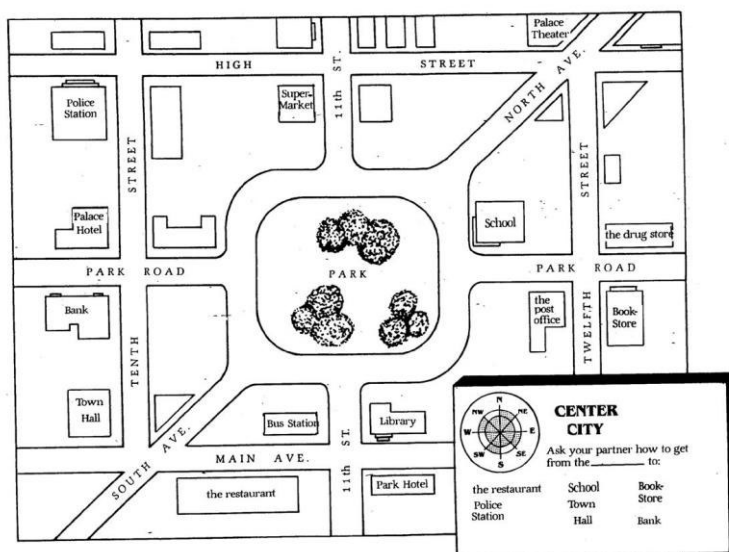 Palace
Theater
HIGH STREET
11th ST.
NORTH AVE.
Police
Station
Super-
Market
STREET
STREET
Palace
Hotel
School
the drug store
PARK ROAD
PARK
PARK ROAD
Bank
the
post
office
Book-
Store
TENTH
TWELFTH
Town
Hall
Bus Station
Library
SOUTH AVE.
MAIN AVE.
11th ST.
the restaurant
Park Hotel
N
NW
NE
W
E
SW
SE
S
CENTER
CITY
Ask your partner how to get
from the ________ to:
the restaurant
Police
Station
School
Town
Hall
Book-
Store
Bank